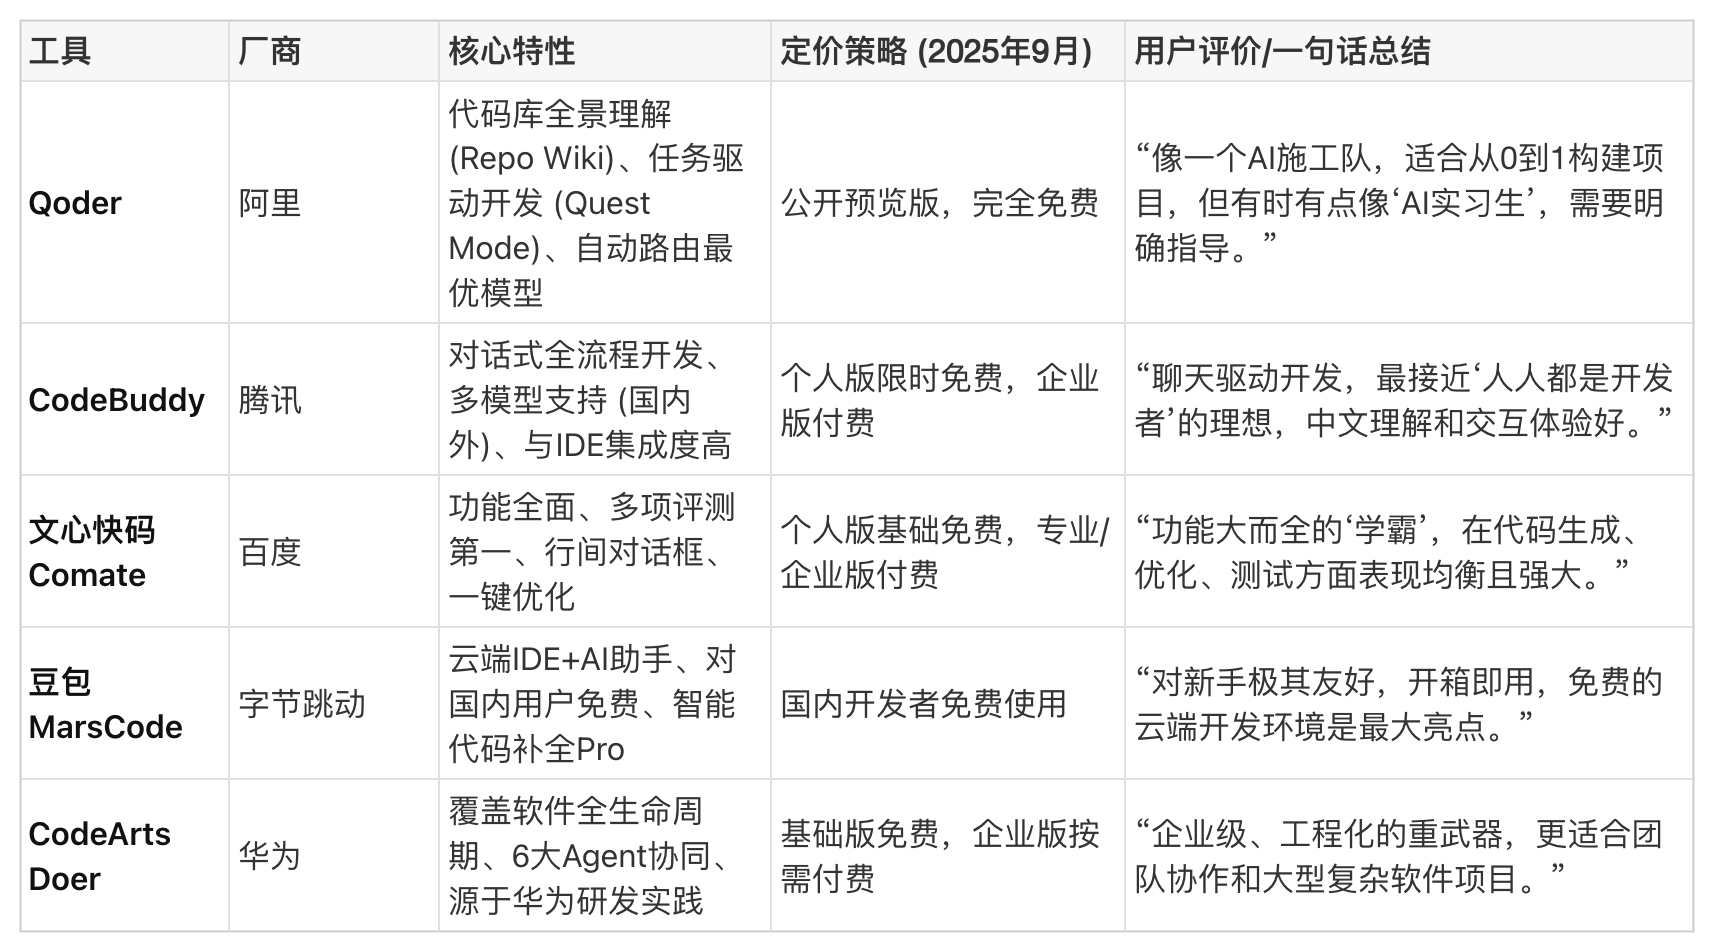 工具
厂商
核心特性
定价策略 (2025年9月)
用户评价/一句话总结
Qoder
阿里
代码库全景理解
(Repo Wiki)、任务驱
动开发 (Quest
Mode)、自动路由最
优模型
公开预览版，完全免费
“像一个AI施工队，适合从0到1构建项
目，但有时有点像‘AI实习生’，需要明
确指导。”
CodeBuddy
腾讯
对话式全流程开发、
多模型支持 (国内
外)、与IDE集成度高
个人版限时免费，企业
版付费
“聊天驱动开发，最接近‘人人都是开发
者’的理想，中文理解和交互体验好。”
文心快码
Comate
百度
功能全面、多项评测
第一、行间对话框、
一键优化
个人版基础免费，专业/
企业版付费
“功能大而全的‘学霸’，在代码生成、
优化、测试方面表现均衡且强大。”
豆包
MarsCode
字节跳动
云端IDE+AI助手、对
国内用户免费、智能
代码补全Pro
国内开发者免费使用
“对新手极其友好，开箱即用，免费的
云端开发环境是最大亮点。”
CodeArts
Doer
华为
覆盖软件全生命周
期、6大Agent协同、
源于华为研发实践
基础版免费，企业版按
需付费
“企业级、工程化的重武器，更适合团
队协作和大型复杂软件项目。”